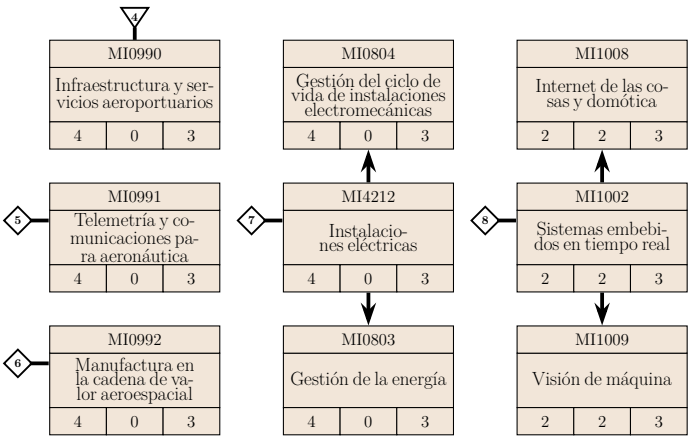 4
MI0990
Infraestructura y ser-
vicios aeroportuarios
4 0 3
MI0804
Gestión del ciclo de
vida de instalaciones
electromecánicas
4 0 3
MI1008
Internet de las co-
sas y domótica
2 2 3
5
MI0991
Telemetría y co-
municaciones pa-
ra aeronáutica
4 0 3
7
MI4212
Instalacio-
nes eléctricas
4 0 3
8
MI1002
Sistemas embebi-
dos en tiempo real
2 2 3
6
MI0992
Manufactura en
la cadena de va-
lor aeroespacial
4 0 3
MI0803
Gestión de la energía
4 0 3
MI1009
Visión de máquina
2 2 3